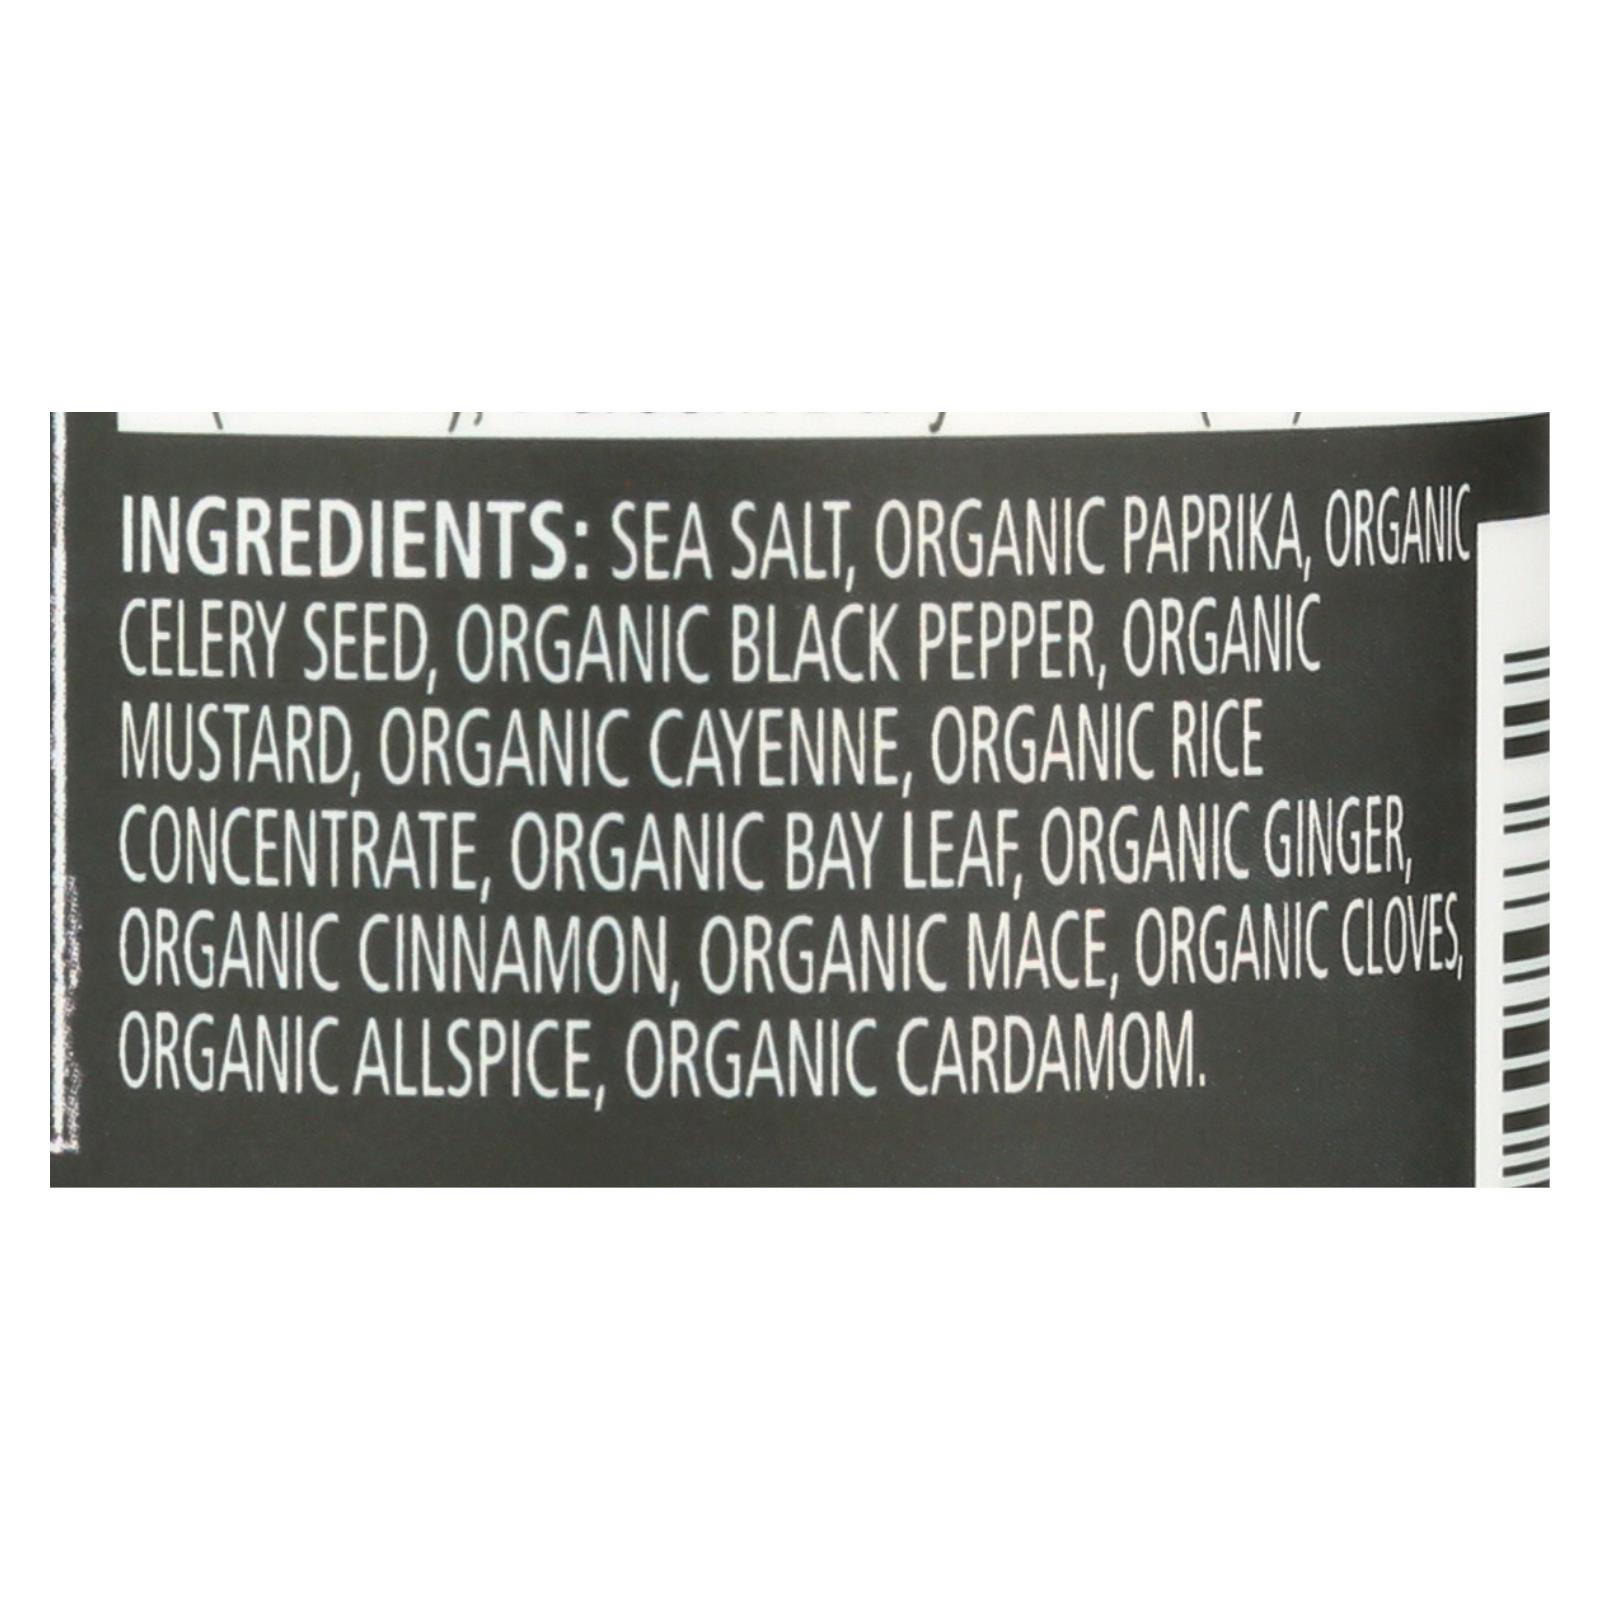 INGREDIENTS: SEA SALT, ORGANIC PAPRIKA, ORGANIC
CELERY SEED, ORGANIC BLACK PEPPER, ORGANIC
MUSTARD, ORGANIC CAYENNE, ORGANIC RICE
CONCENTRATE, ORGANIC BAY LEAF, ORGANIC GINGER,
ORGANIC CINNAMON, ORGANIC MACE, ORGANIC CLOVES,
ORGANIC ALLSPICE, ORGANIC CARDAMOM.